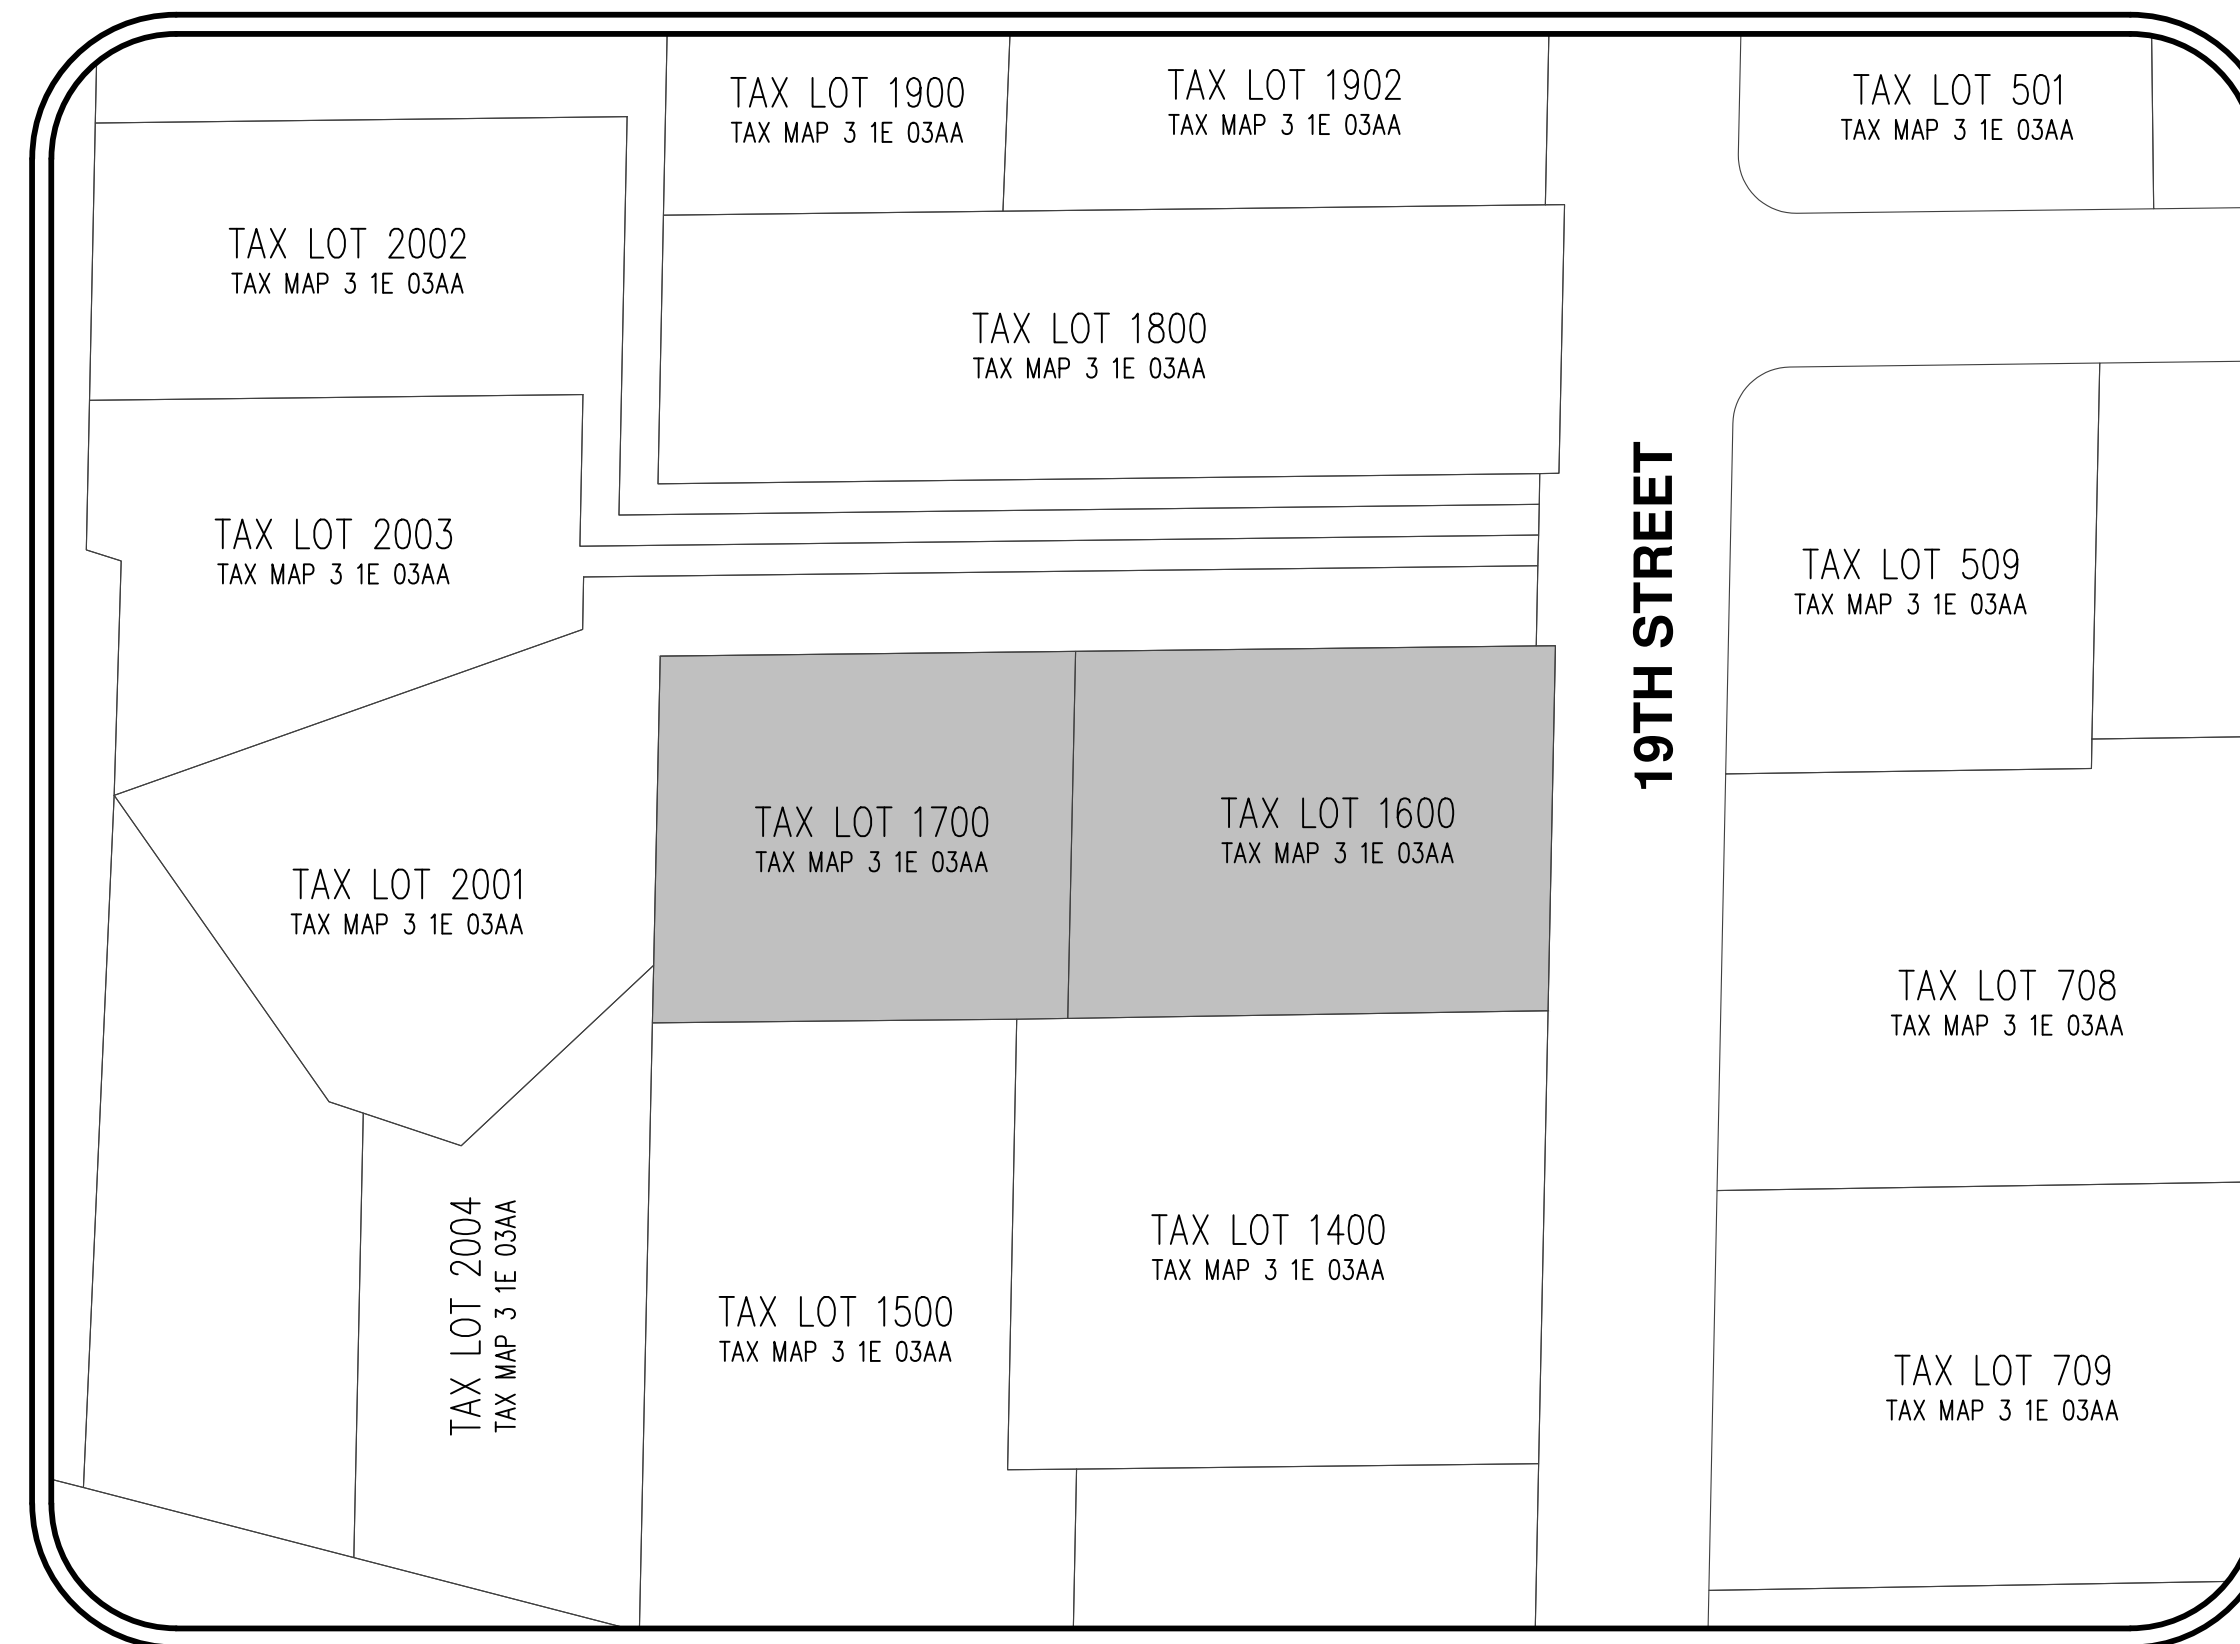 TAX LOT 1900
TAX MAP 3 1E 03AA
TAX LOT 1902
TAX MAP 3 1E 03AA
TAX LOT 501
TAX MAP 3 1E 03AA
TAX LOT 2002
TAX MAP 3 1E 03AA
TAX LOT 1800
TAX MAP 3 1E 03AA
TAX LOT 2003
TAX MAP 3 1E 03AA
19TH STREET
TAX LOT 509
TAX MAP 3 1E 03AA
TAX LOT 1700
TAX MAP 3 1E 03AA
TAX LOT 1600
TAX MAP 3 1E 03AA
TAX LOT 2001
TAX MAP 3 1E 03AA
TAX LOT 708
TAX MAP 3 1E 03AA
TAX LOT 2004
TAX MAP 3 1E 03AA
TAX LOT 1500
TAX MAP 3 1E 03AA
TAX LOT 1400
TAX MAP 3 1E 03AA
TAX LOT 709
TAX MAP 3 1E 03AA